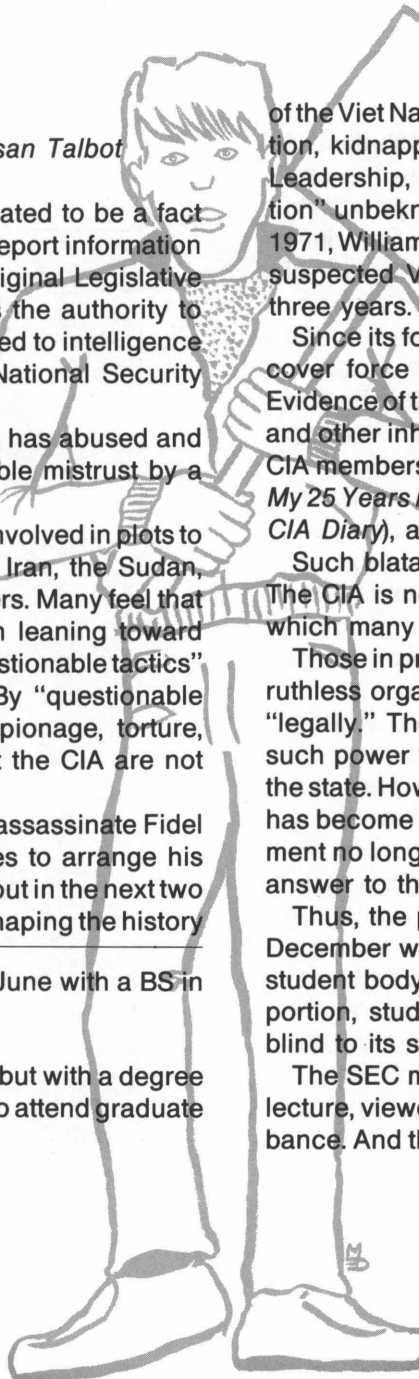 san Talbot
ated to be a fact
eport information
iginal Legislative
s the authority to
ed to intelligence
National Security
has abused and
ble mistrust by a
nvolved in plots to
Iran, the Sudan,
ers. Many feel that
n leaning toward
estionable tactics”
By “questionable
pionage, torture,
t the CIA are not
assassinate Fidel
es to arrange his
out in the next two
haping the history
June with a BS in
but with a degree
o attend graduate
of the Viet Na
tion, kidnapp
Leadership,
tion” unbekn
1971, William
suspected V
three years.
Since its fo
cover force
Evidence of t
and other inh
CIA members
My 25 Years
CIA Diary), a
Such blata
The CIA is n
which many
Those in pr
ruthless orga
“legally.” Th
such power
the state. How
has become
ment no long
answer to th
Thus, the p
December w
student body
portion, stud
blind to its s
The SEC m
lecture, viewe
bance. And th